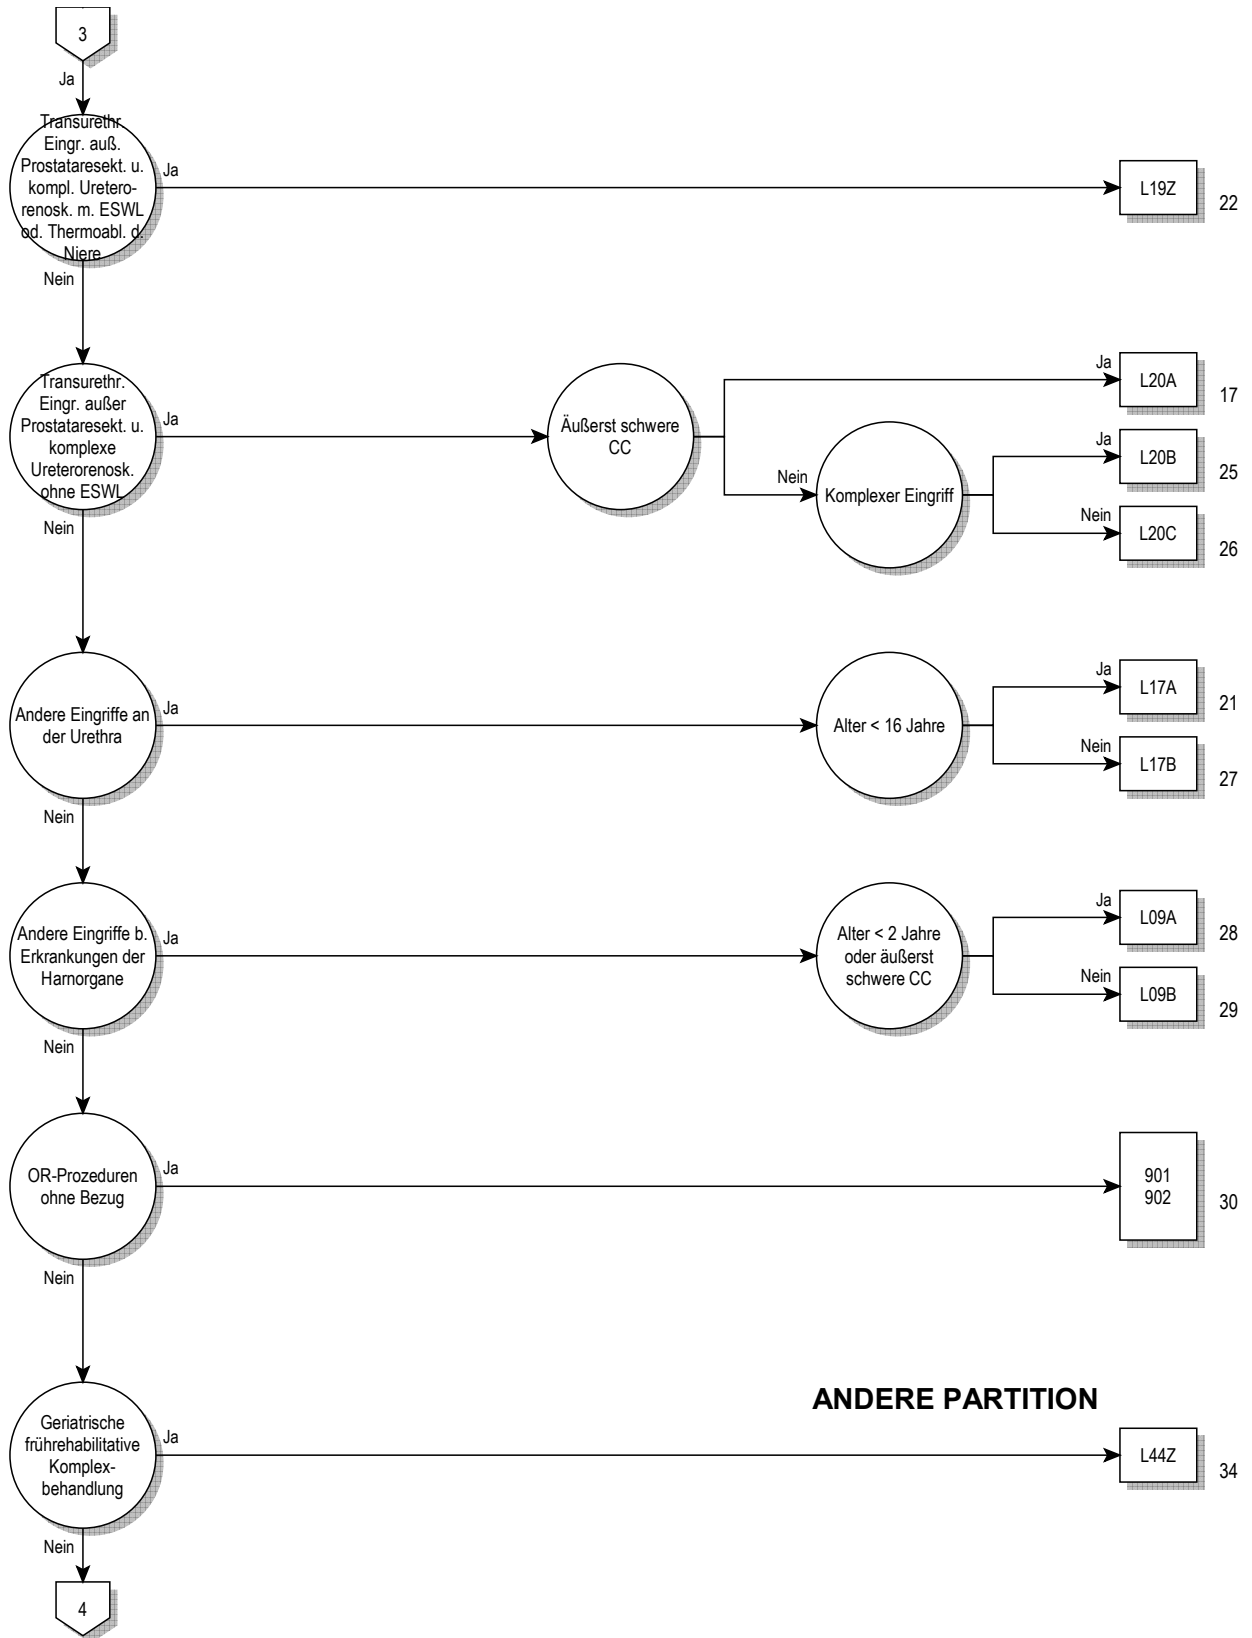 3
Ja
Transurethr.
Eingr. auß.
Prostataresekt. u.
kompl. Uretero-
renosk. m. ESWL
od. Thermoabl. d.
Niere
Ja
L19Z
22
Nein
Transurethr.
Eingr. außer
Prostataresekt. u.
komplexe
Ureterorenosk.
ohne ESWL
Ja
Äußerst schwere
CC
Ja
L20A
17
Nein
Komplexer Eingriff
Ja
L20B
25
Nein
L20C
26
Nein
Andere Eingriffe an
der Urethra
Ja
Alter < 16 Jahre
Ja
L17A
21
Nein
L17B
27
Nein
Andere Eingriffe b.
Erkrankungen der
Harnorgane
Ja
Alter < 2 Jahre
oder äußerst
schwere CC
Ja
L09A
28
Nein
L09B
29
Nein
OR-Prozeduren
ohne Bezug
Ja
901
902
30
Nein
ANDERE PARTITION
Geriatrische
frührehabilitative
Komplex-
behandlung
Ja
L44Z
34
Nein
4